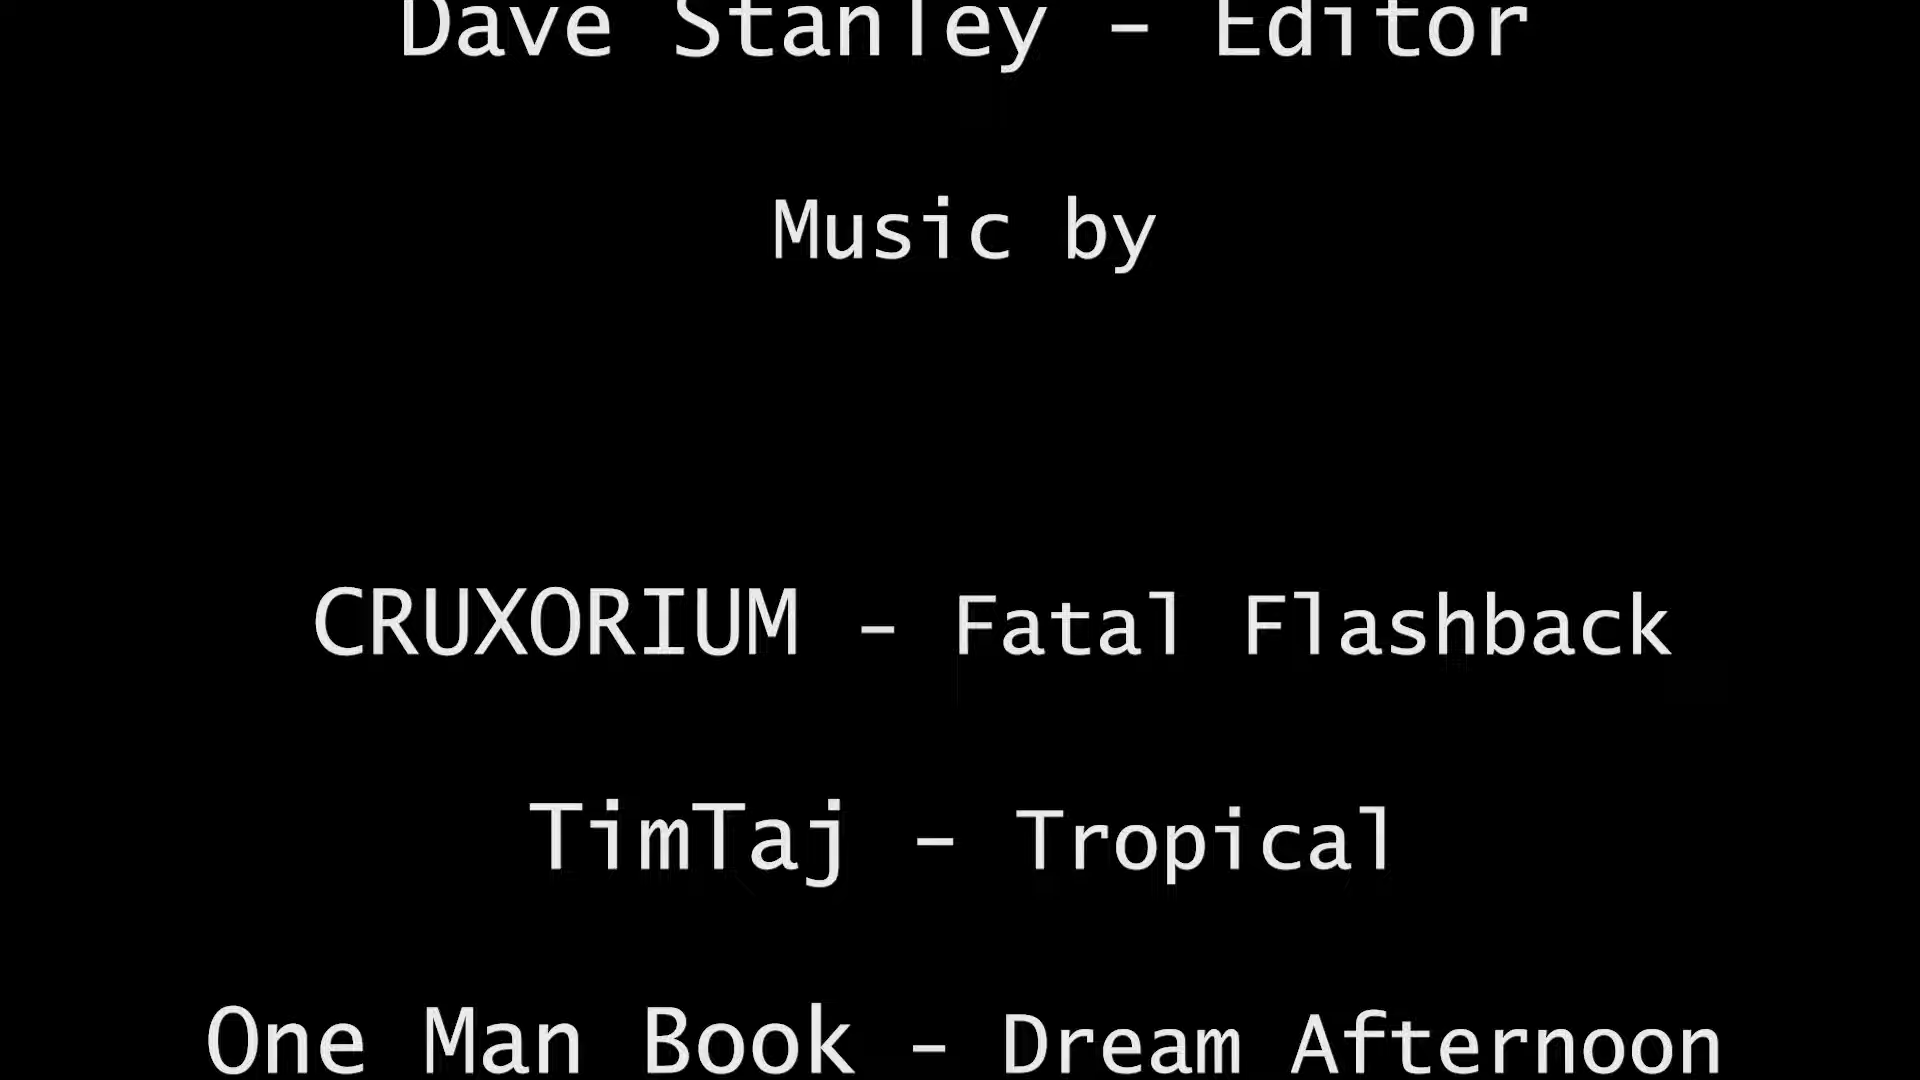 Dave Stanley - Editor
Music by
CRUXORIUM - Fatal Flashback
TimTaj - Tropical
One Man Book - Dream Afternoon